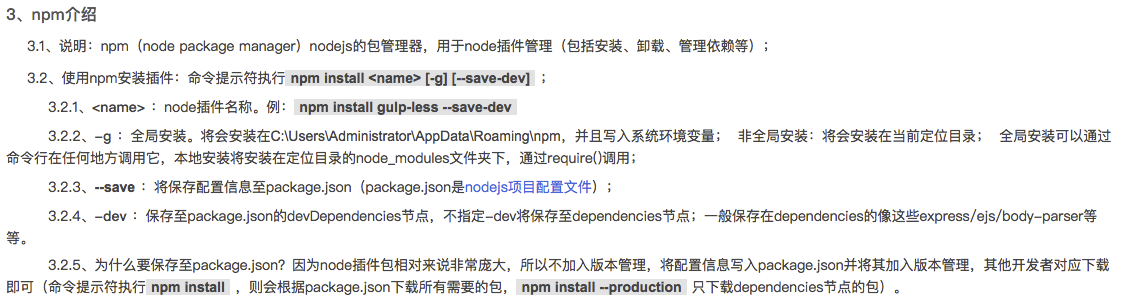 3、npm介绍
3.1、说明：npm（node package manager）nodejs的包管理器，用于node插件管理（包括安装、卸载、管理依赖等）；
3.2、使用npm安装插件：命令提示符执行 npm install <name> [-g] [--save-dev] ；
3.2.1、<name> ：node插件名称。例： npm install gulp-less --save-dev
3.2.2、-g ：全局安装。将会安装在C:\Users\Administrator\AppData\Roaming\npm，并且写入系统环境变量； 非全局安装：将会安装在当前定位目录； 全局安装可以通过
命令行在任何地方调用它，本地安装将安装在定位目录的node_modules文件夹下，通过require()调用；
3.2.3、--save ：将保存配置信息至package.json（package.json是nodejs项目配置文件）；
3.2.4、-dev ：保存至package.json的devDependencies节点，不指定-dev将保存至dependencies节点；一般保存在dependencies的像这些express/ejs/body-parser等
等。
3.2.5、为什么要保存至package.json？因为node插件包相对来说非常庞大，所以不加入版本管理，将配置信息写入package.json并将其加入版本管理，其他开发者对应下载
即可（命令提示符执行 npm install ，则会根据package.json下载所有需要的包， npm install --production 只下载dependencies节点的包）。